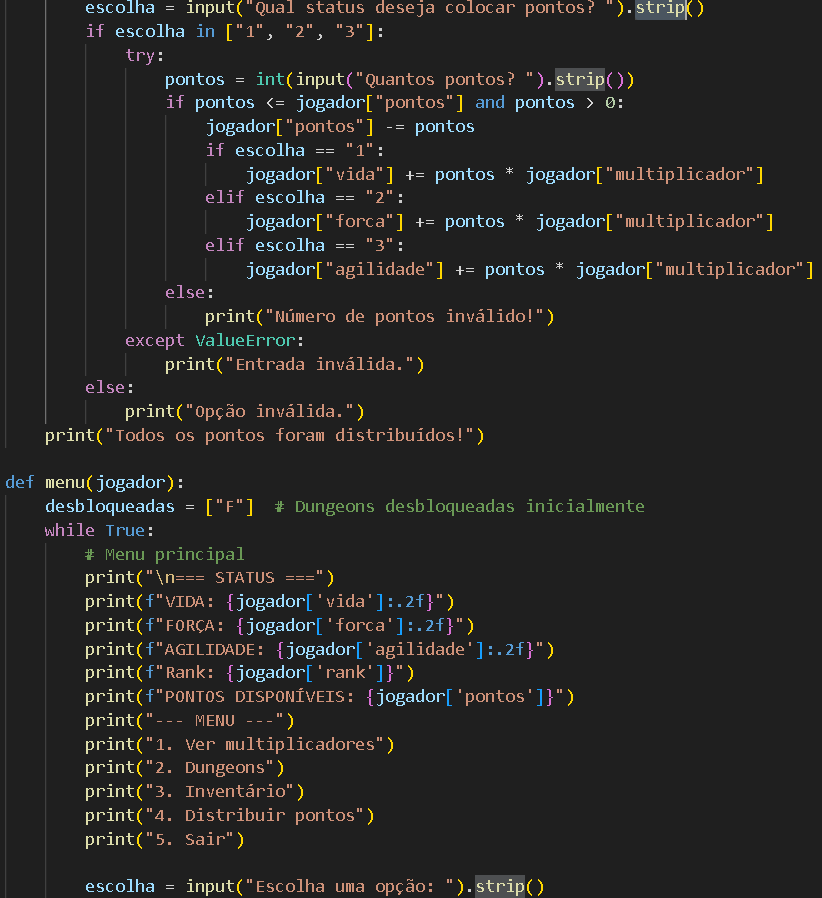 escolha = input("Qual status deseja colocar pontos? ").strip()
if escolha in ["1", "2", "3"]:
try:
pontos = int(input("Quantos pontos? ").strip())
if pontos <= jogador["pontos"] and pontos > 0:
jogador["pontos"] -= pontos
if escolha == "1":
jogador["vida"] += pontos * jogador["multiplicador"]
elif escolha == "2":
jogador["forca"] += pontos * jogador["multiplicador"]
elif escolha == "3":
jogador["agilidade"] += pontos * jogador["multiplicador"]
else:
print("Número de pontos inválido!")
except ValueError:
print("Entrada inválida.")
else:
print("Opção inválida.")
print("Todos os pontos foram distribuídos!")
def menu(jogador):
desbloqueadas = ["F"]  # Dungeons desbloqueadas inicialmente
while True:
# Menu principal
print("\n=== STATUS ===")
print(f"VIDA: {jogador['vida']:.2f}")
print(f"FORÇA: {jogador['forca']:.2f}")
print(f"AGILIDADE: {jogador['agilidade']:.2f}")
print(f"Rank: {jogador['rank']}")
print(f"PONTOS DISPONÍVEIS: {jogador['pontos']}")
print("--- MENU ---")
print("1. Ver multiplicadores")
print("2. Dungeons")
print("3. Inventário")
print("4. Distribuir pontos")
print("5. Sair")
escolha = input("Escolha uma opção: ").strip()